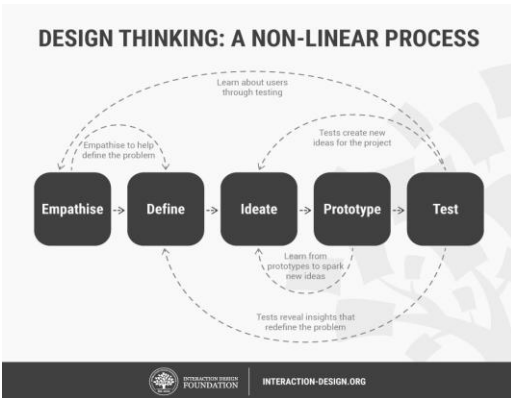 DESIGN THINKING: A NON-LINEAR PROCESS
Learn about users
through testing
Tests create new
ideas for the project
Empathise to help
define the problem
Empathise
Define
Ideate
Prototype
Test
Learn from
prototypes to spark
new ideas
Tests reveal insights that
redefine the problem
INTERACTION DESIGN
FOUNDATION
INTERACTION-DESIGN.ORG